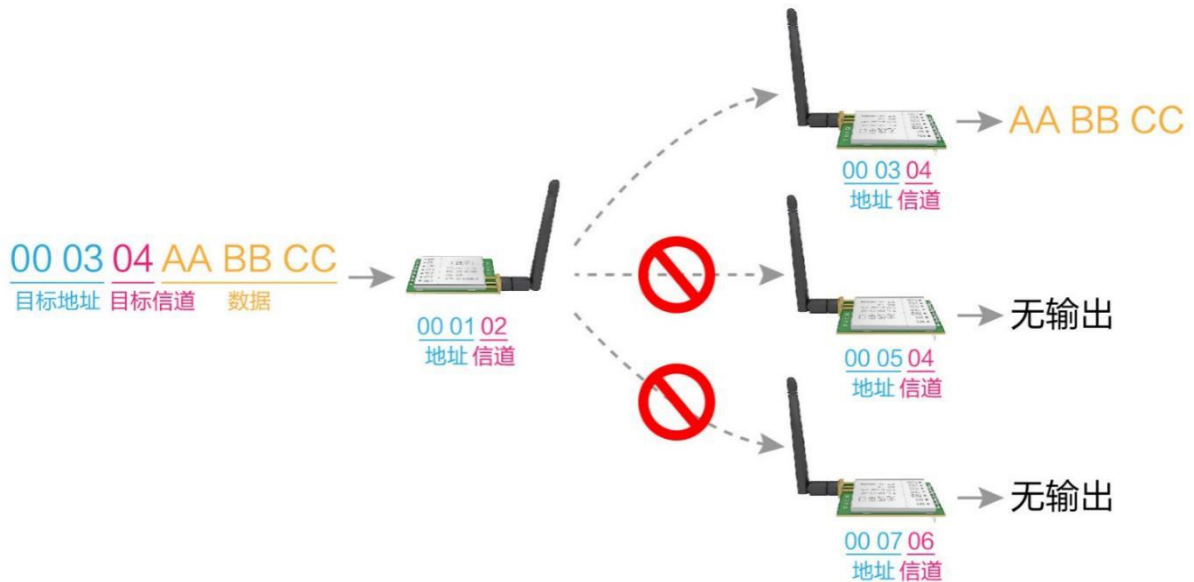 AA BB CC
00 03 04
地址 信道
00 03 04 AA BB CC
目标地址 目标信道 数据
00 01 02
地址 信道
无输出
00 05 04
地址 信道
无输出
00 07 06
地址 信道